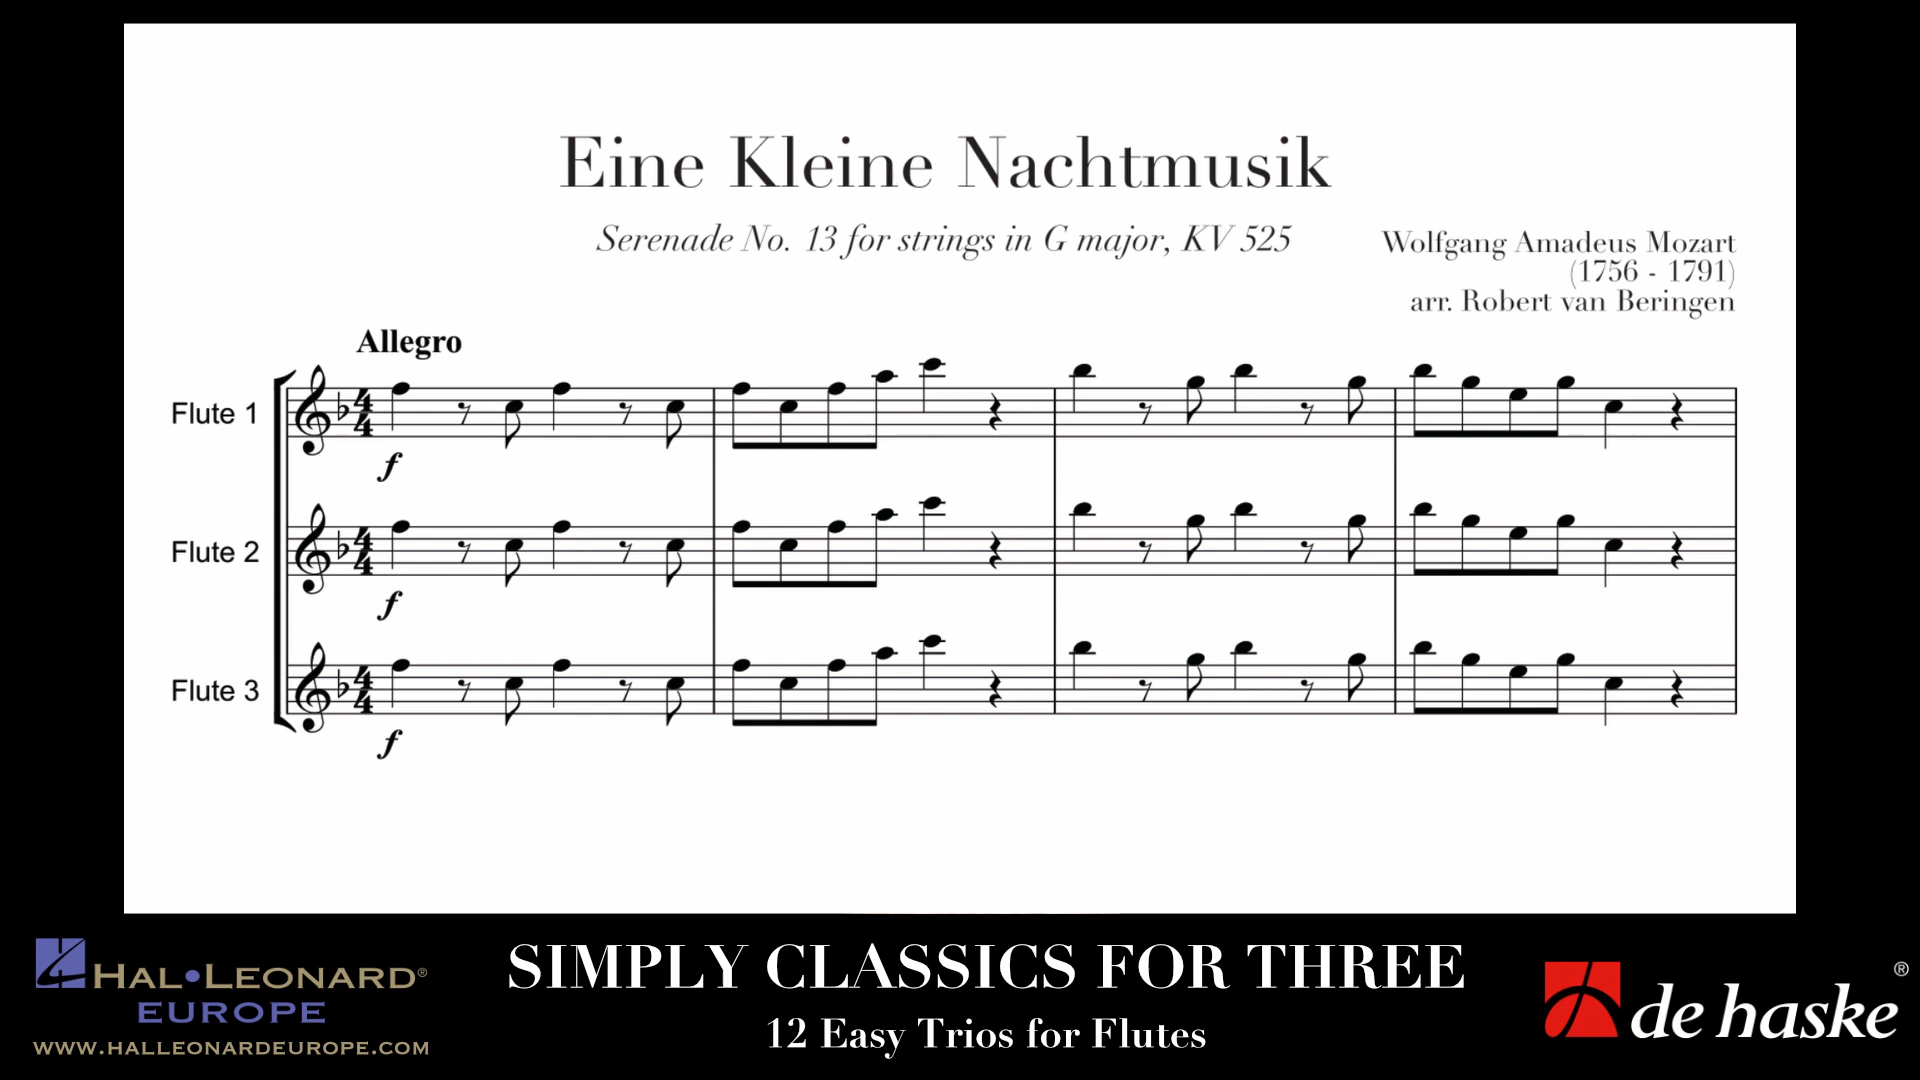 Eine Kleine Nachtmusik
Serenade No. 13 for strings in G major, KV 525
Wolfgang Amadeus Mozart
(1756 - 1791)
arr. Robert van Beringen
Allegro
Flute 1
f
Flute 2
f
Flute 3
f
HAL•LEONARD®
EUROPE
WWW.HALLEONARDEUROPE.COM
SIMPLY CLASSICS FOR THREE
12 Easy Trios for Flutes
de haske®